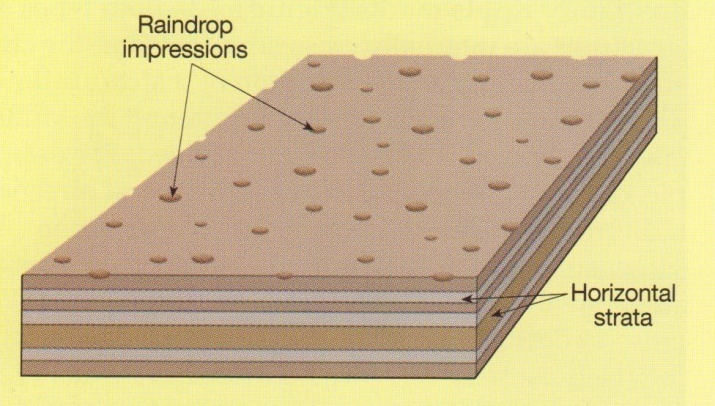 Raindrop
impressions
Horizontal
strata